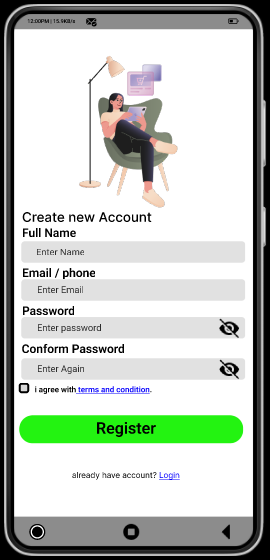 12:00PM | 15.9KB/s
Create new Account
Full Name
Enter Name
Email / phone
Enter Email
Password
Enter password
Conform Password
Enter Again
i agree with terms and condition.
Register
already have account? Login